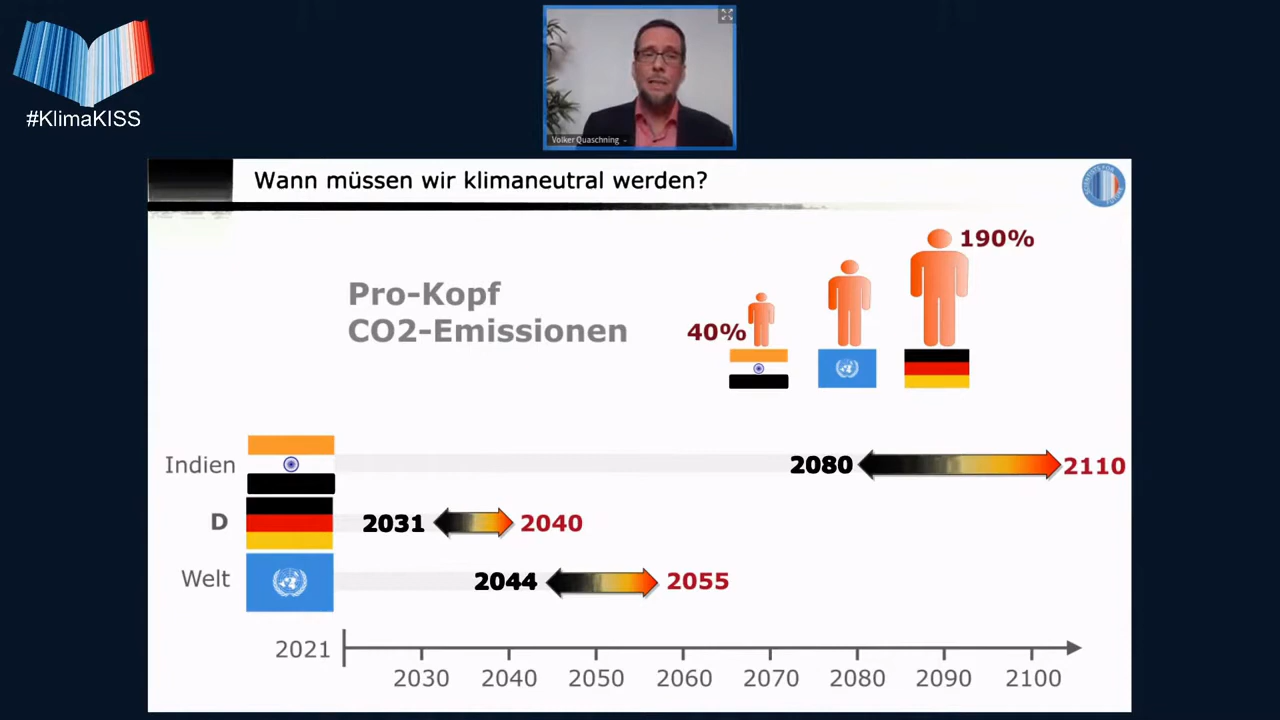 #KlimaKISS
Volker Quaschning
Wann müssen wir klimaneutral werden?
Pro-Kopf
CO2-Emissionen
40%
190%
Indien
2080
2110
D
2031
2040
Welt
2044
2055
2021
2030 2040 2050 2060 2070 2080 2090 2100